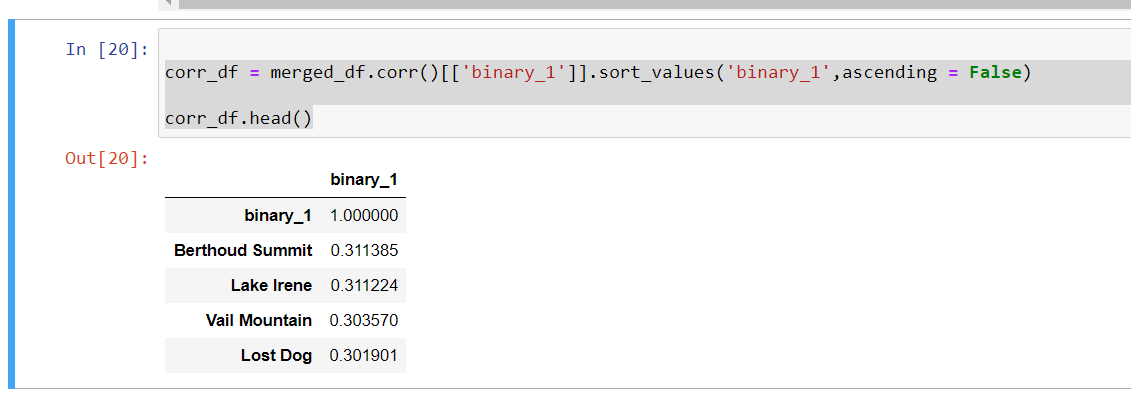 In [20]:
corr_df = merged_df.corr()[['binary_1']].sort_values('binary_1',ascending = False)
corr_df.head()
Out[20]:
binary_1
binary_1 1.000000
Berthoud Summit 0.311385
Lake Irene 0.311224
Vail Mountain 0.303570
Lost Dog 0.301901